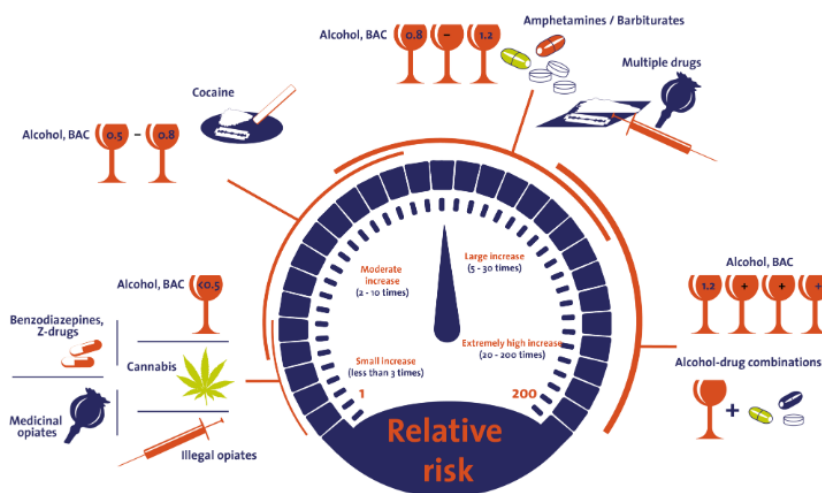 Alcohol, BAC
0.8
-
1.2
Amphetamines / Barbiturates
Multiple drugs
Cocaine
Alcohol, BAC
0.5
-
0.8
Moderate
increase
(2 - 10 times)
Large increase
(5 - 30 times)
Alcohol, BAC
<0.5
Benzodiazepines,
Z-drugs
Cannabis
Medicinal
opiates
Illegal opiates
Small increase
(less than 3 times)
1
Extremely high increase
(20 - 200 times)
200
Alcohol, BAC
1.2
+
+
+
Alcohol-drug combinations
+
Relative
risk